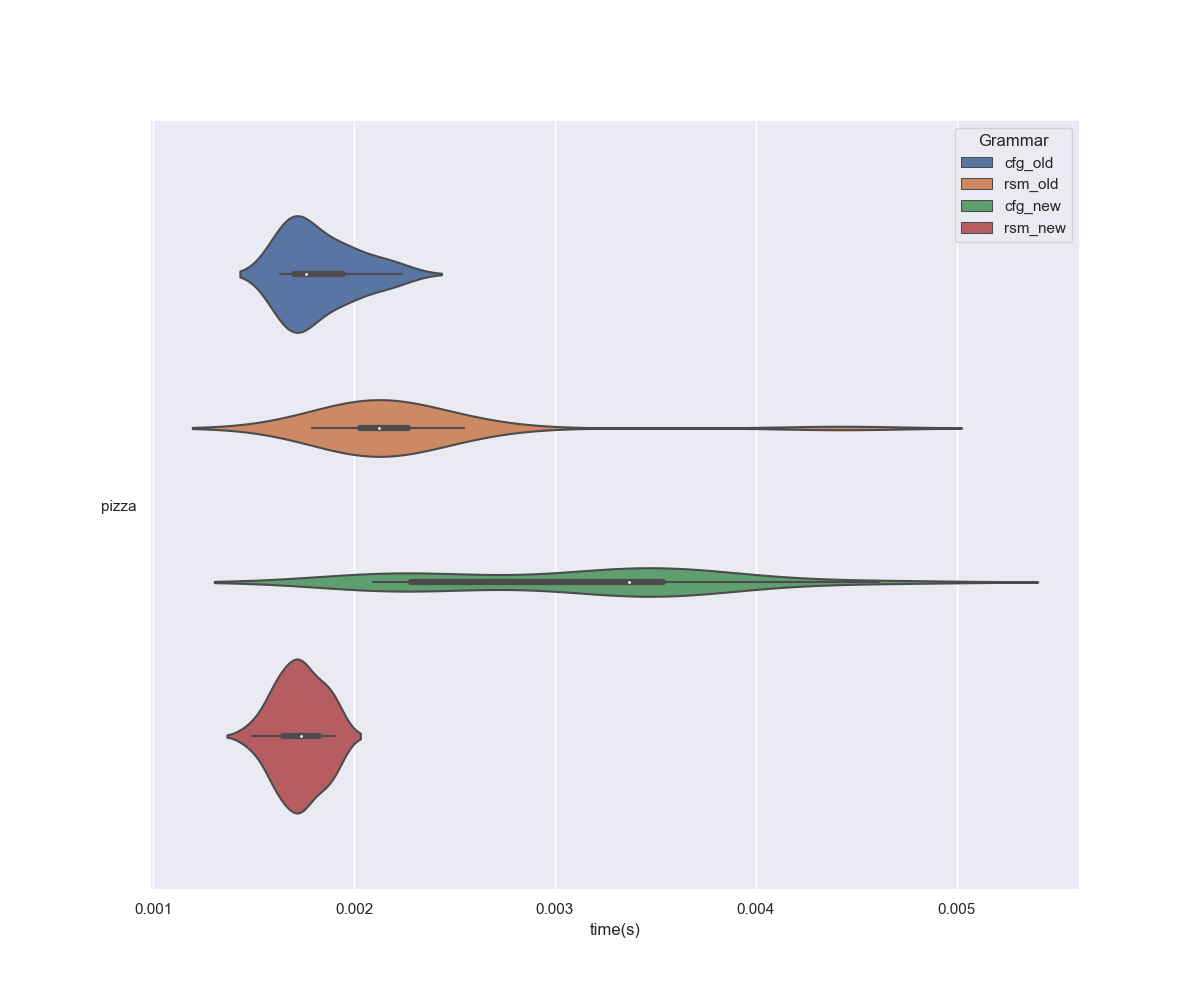 Grammar
cfg_old
rsm_old
cfg_new
rsm_new
pizza
0.001 0.002 0.003 0.004 0.005
time(s)